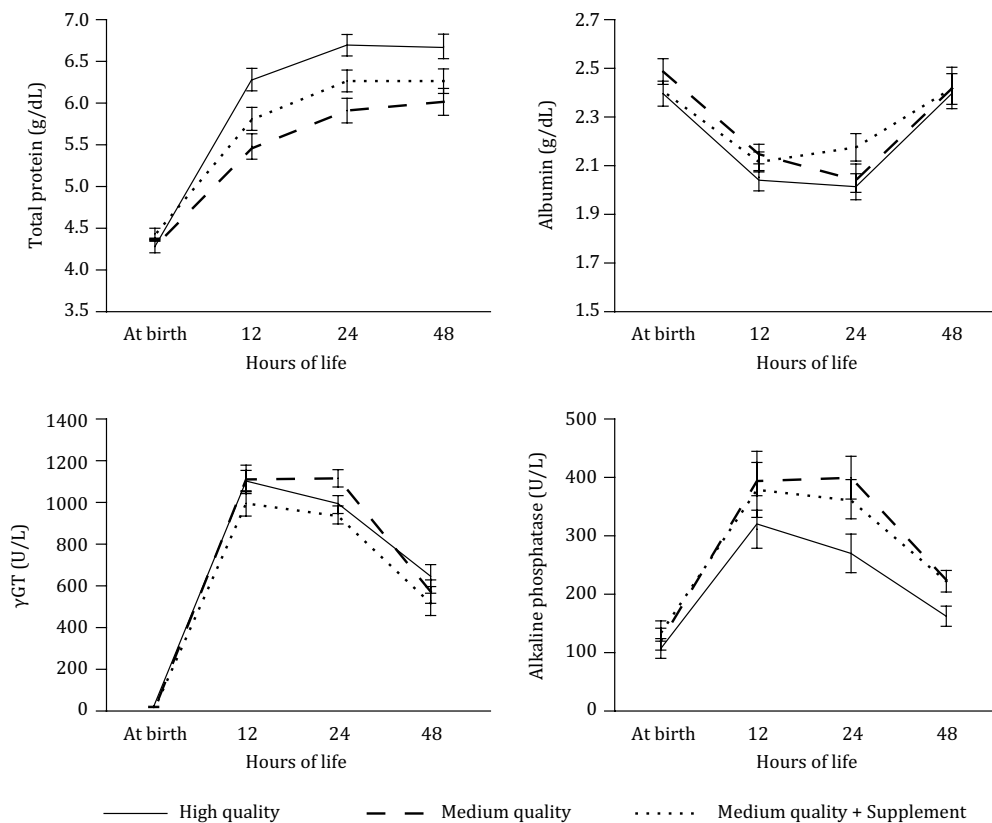 Total protein (g/dL)
7.0
6.5
6.0
5.5
5.0
4.5
4.0
3.5
At birth 12 24 48
Hours of life
Albumin (g/dL)
2.7
2.5
2.3
2.1
1.9
1.7
1.5
At birth 12 24 48
Hours of life
γGT (U/L)
1400
1200
1000
800
600
400
200
0
At birth 12 24 48
Hours of life
Alkaline phosphatase (U/L)
500
400
300
200
100
0
At birth 12 24 48
Hours of life
High quality Medium quality Medium quality + Supplement